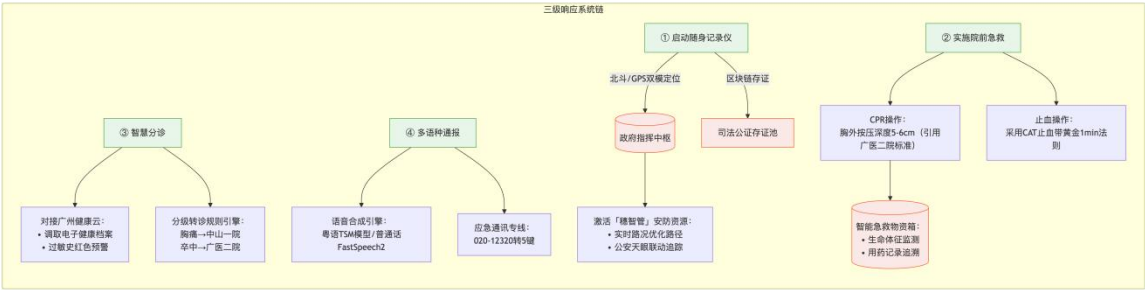 三级响应系统链
① 启动随身记录仪
北斗/GPS双模定位
区块链存证
政府指挥中枢
司法公证存证池
激活「穗智管」安防资源：
• 实时路况优化路径
• 公安天眼联动追踪
② 实施院前急救
CPR操作：
胸外按压深度5-6cm（引用
广医二院标准）
止血操作：
采用CAT止血带黄金1min法
则
智能急救物资箱：
• 生命体征监测
• 用药记录追溯
③ 智慧分诊
对接广州健康云：
• 调取电子健康档案
• 过敏史红色预警
分级转诊规则引擎：
胸痛→中山一院
卒中→广医二院
④ 多语种通报
语音合成引擎：
粤语TSM模型/普通话
FastSpeech2
应急通讯专线：
020-12320转5键